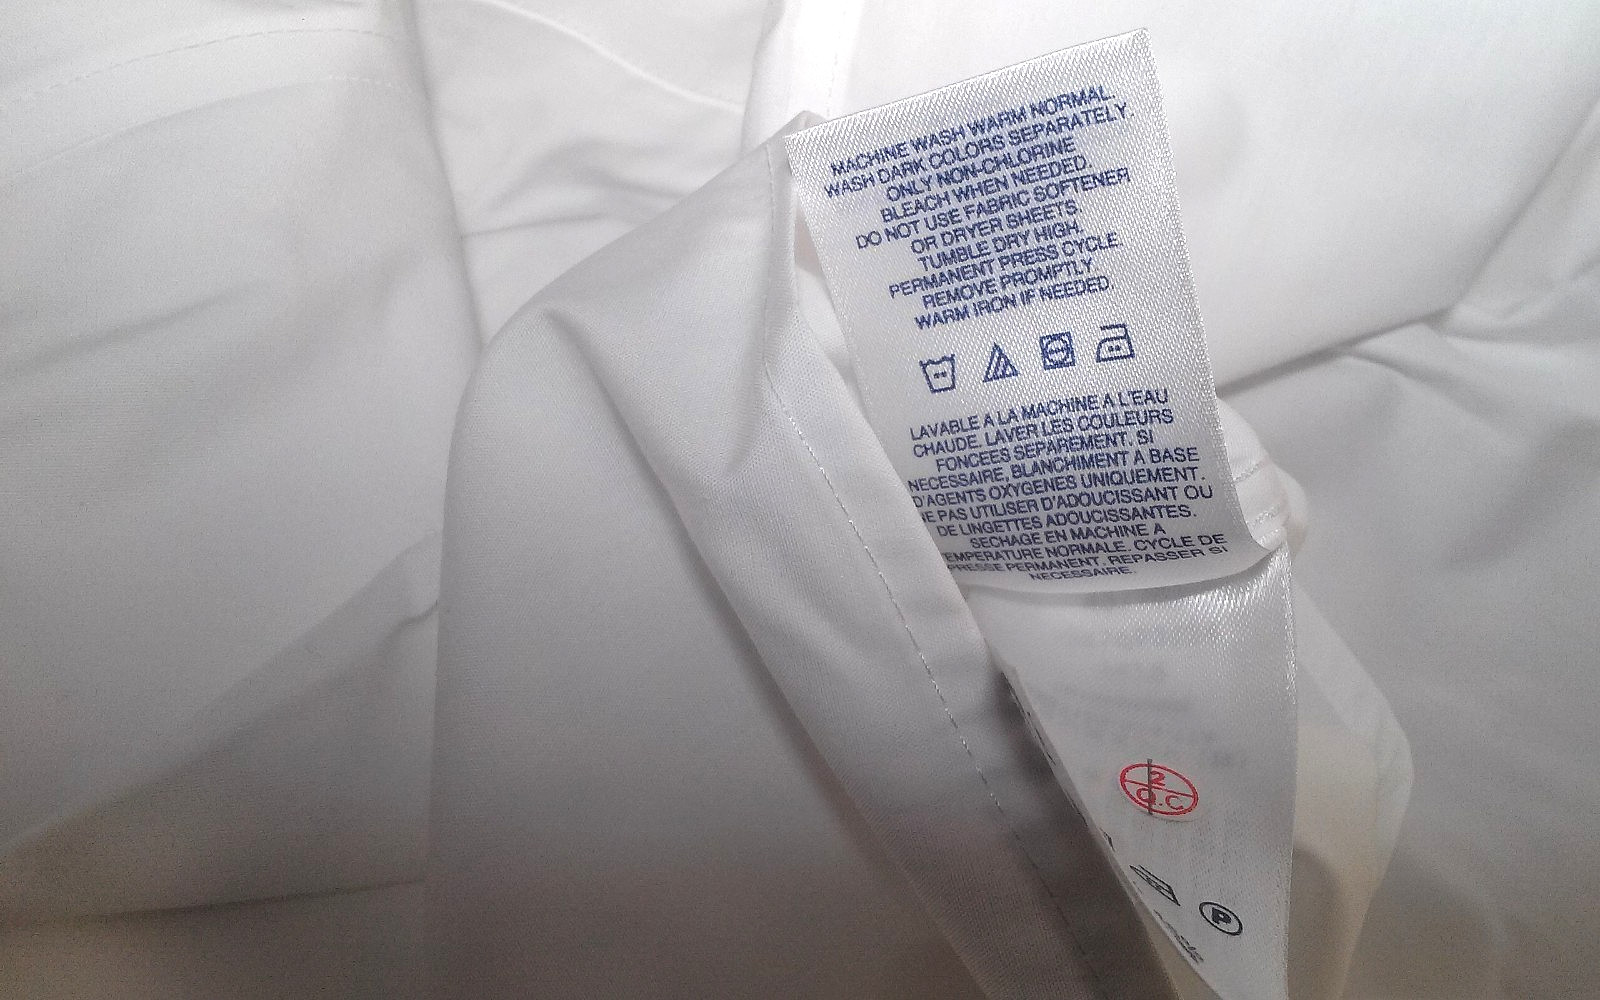 MACHINE WASH WARM NORMAL.
WASH DARK COLORS SEPARATELY.
ONLY NON-CHLORINE
BLEACH WHEN NEEDED.
DO NOT USE FABRIC SOFTENER
OR DRYER SHEETS.
TUMBLE DRY HIGH.
PERMANENT PRESS CYCLE.
REMOVE PROMPTLY
WARM IRON IF NEEDED.
LAVABLE A LA MACHINE A L'EAU
CHAUDE. LAVER LES COULEURS
FONCEES SEPAREMENT. SI
NECESSAIRE, BLANCHIMENT A BASE
D'AGENTS OXYGENES UNIQUEMENT.
NE PAS UTILISER D'ADOUCISSANT OU
DE LINGETTES ADOUCISSANTES.
SECHAGE EN MACHINE A
EMPERATURE NORMALE. CYCLE DE
PRESSE PERMANENT. REPASSER SI
NECESSAIRE.
2
Q.C
P